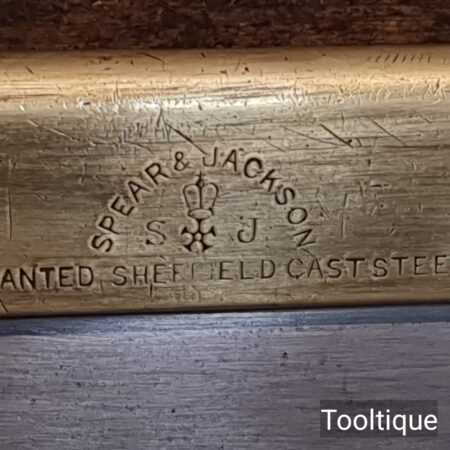 SPEAR & JACKSON
S J
ANTED SHEFFIELD CAST STEE
Tooltique